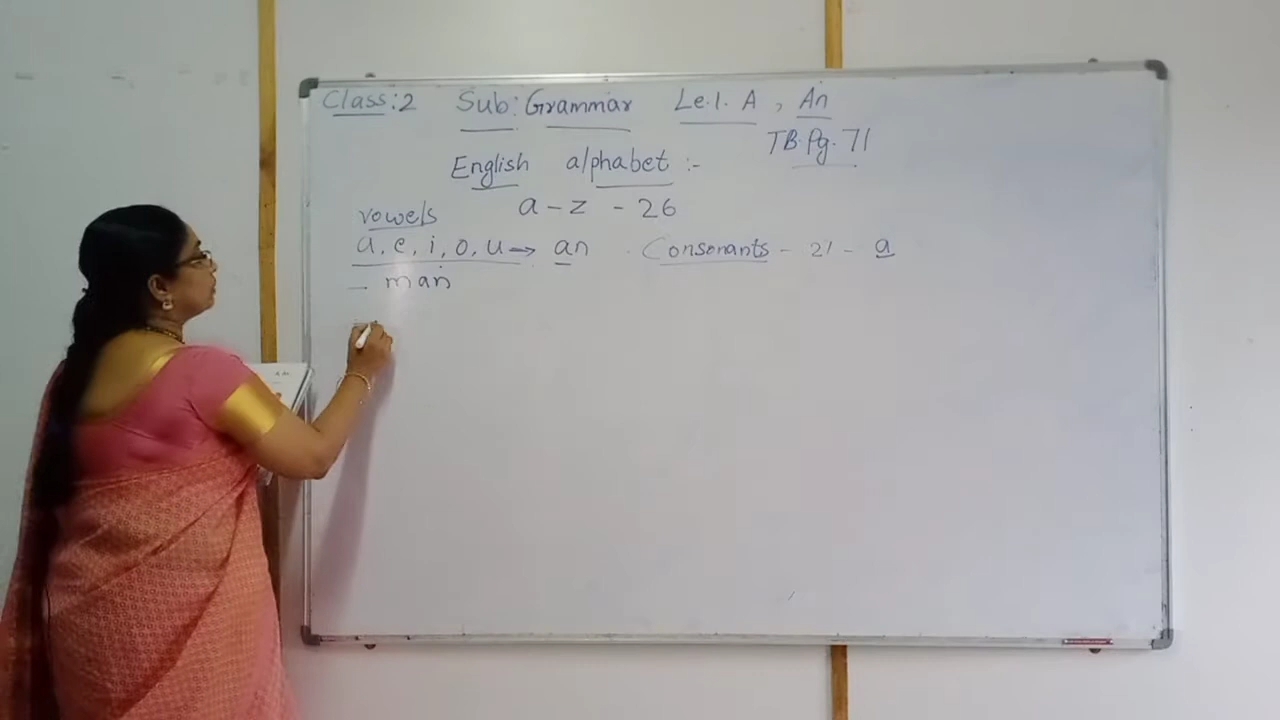 Class:2 Sub: Grammar Le.1. A, An
TB.Pg. 71
English alphabet :-
a - z - 26
vowels
a, e, i, o, u → an Consonants - 21 - a
— man